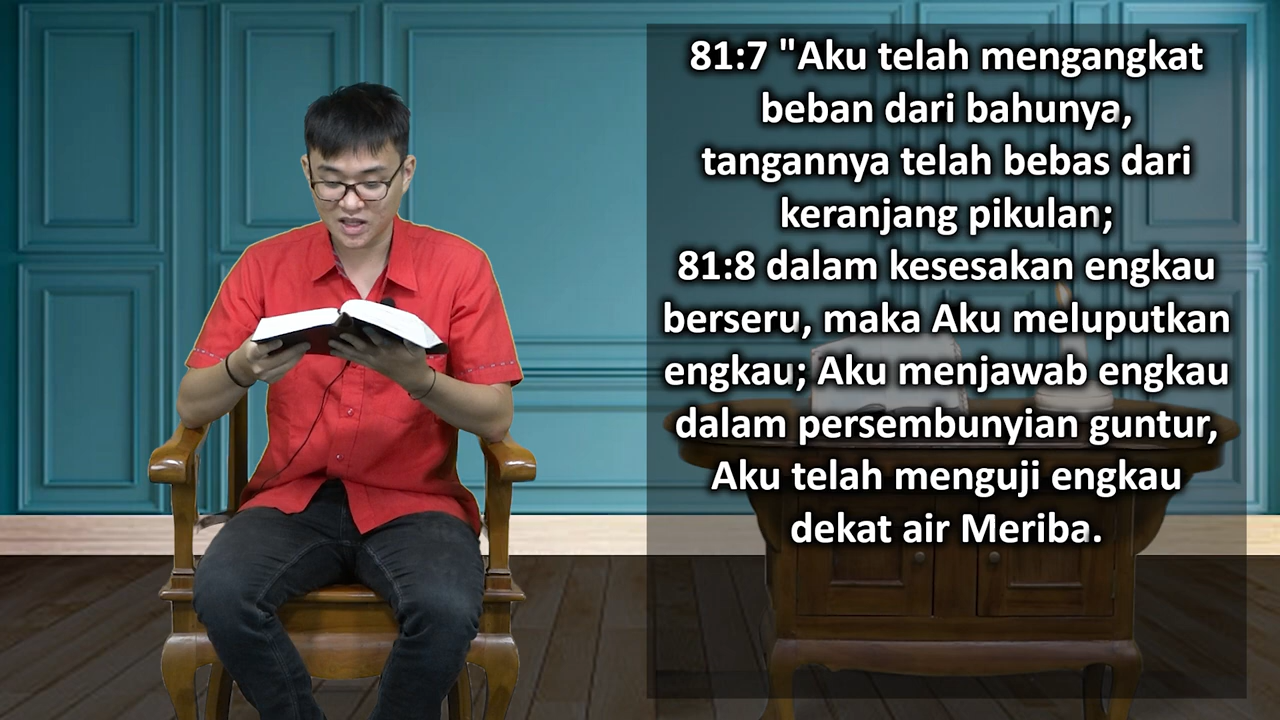 81:7 "Aku telah mengangkat
beban dari bahunya,
tangannya telah bebas dari
keranjang pikulan;
81:8 dalam kesesakan engkau
berseru, maka Aku meluputkan
engkau; Aku menjawab engkau
dalam persembunyian guntur,
Aku telah menguji engkau
dekat air Meriba.